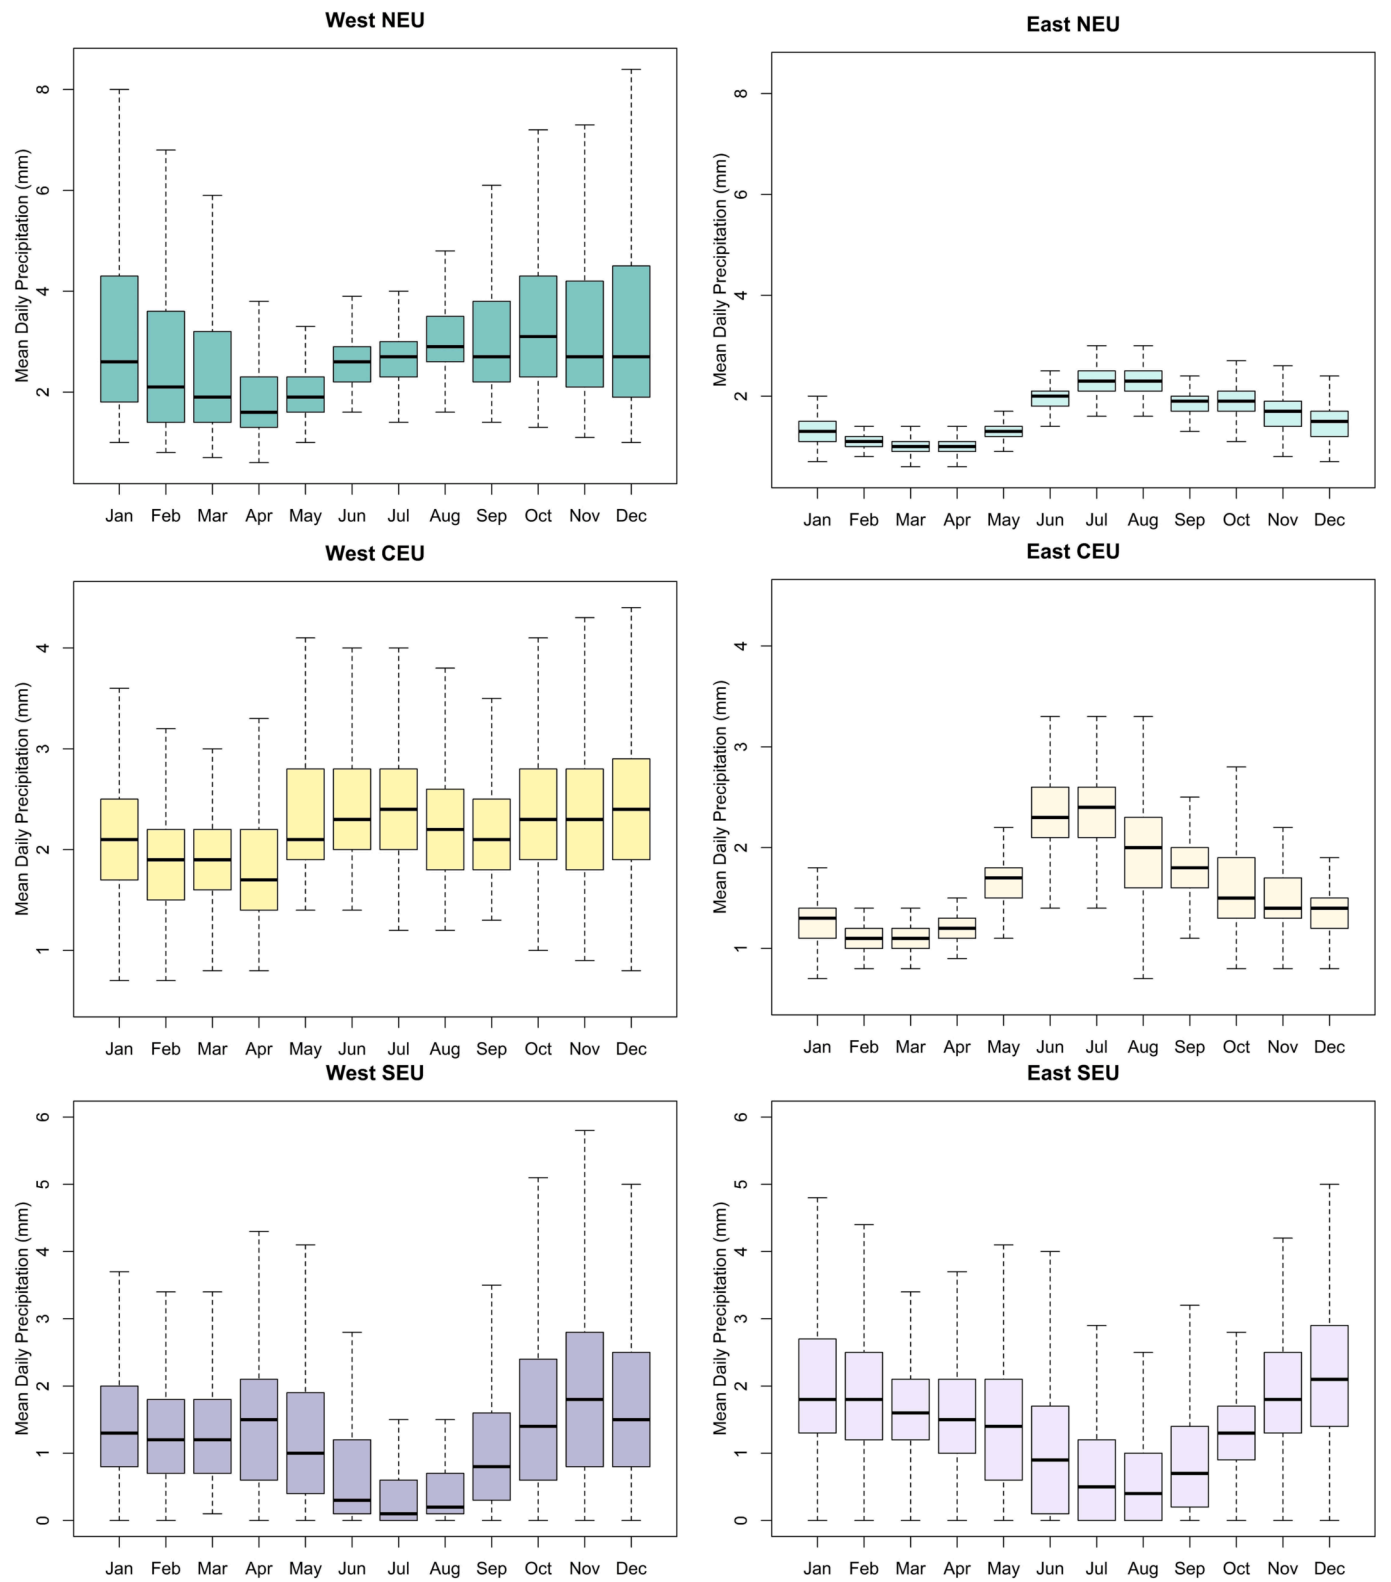 West NEU
Mean Daily Precipitation (mm)
8
6
4
2
Jan Feb Mar Apr May Jun Jul Aug Sep Oct Nov Dec
East NEU
Mean Daily Precipitation (mm)
8
6
4
2
Jan Feb Mar Apr May Jun Jul Aug Sep Oct Nov Dec
West CEU
Mean Daily Precipitation (mm)
4
3
2
1
Jan Feb Mar Apr May Jun Jul Aug Sep Oct Nov Dec
East CEU
Mean Daily Precipitation (mm)
4
3
2
1
Jan Feb Mar Apr May Jun Jul Aug Sep Oct Nov Dec
West SEU
Mean Daily Precipitation (mm)
6
5
4
3
2
1
0
Jan Feb Mar Apr May Jun Jul Aug Sep Oct Nov Dec
East SEU
Mean Daily Precipitation (mm)
6
5
4
3
2
1
0
Jan Feb Mar Apr May Jun Jul Aug Sep Oct Nov Dec